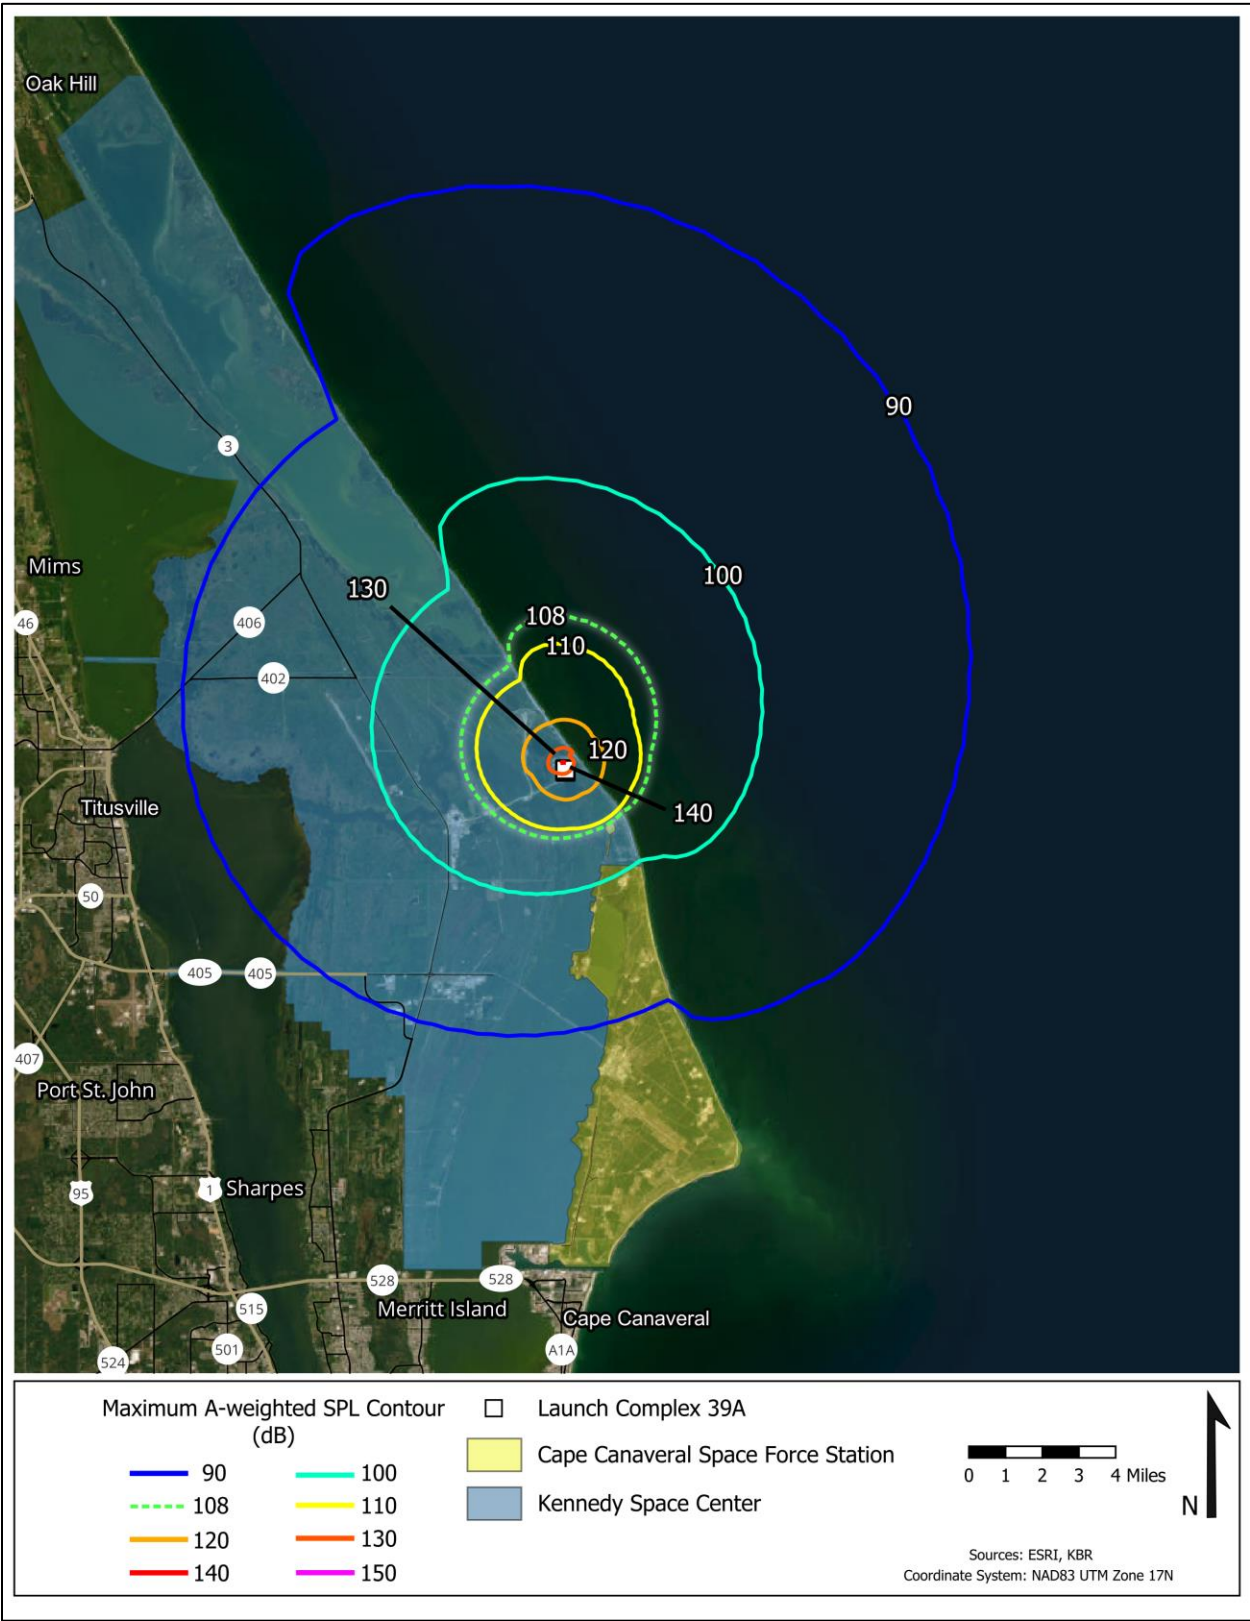 Oak Hill
90
3
Mims
100
130
108
46
406
110
402
120
Titusville
140
50
405
405
407
Port St. John
95
1
Sharpes
528
528
515
Merritt Island
Cape Canaveral
501
A1A
524
Maximum A-weighted SPL Contour
(dB)
90
100
108
110
120
130
140
150
Launch Complex 39A
Cape Canaveral Space Force Station
Kennedy Space Center
0 1 2 3 4 Miles
N
Sources: ESRI, KBR
Coordinate System: NAD83 UTM Zone 17N